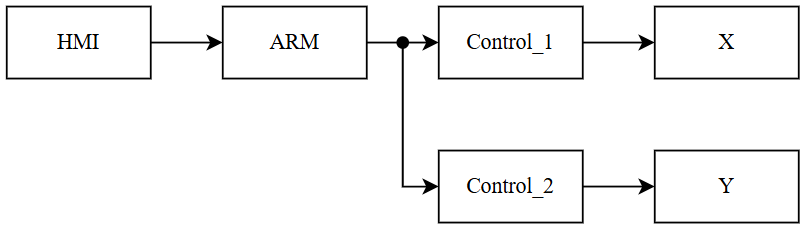 HMI
ARM
Control_1
X
Control_2
Y